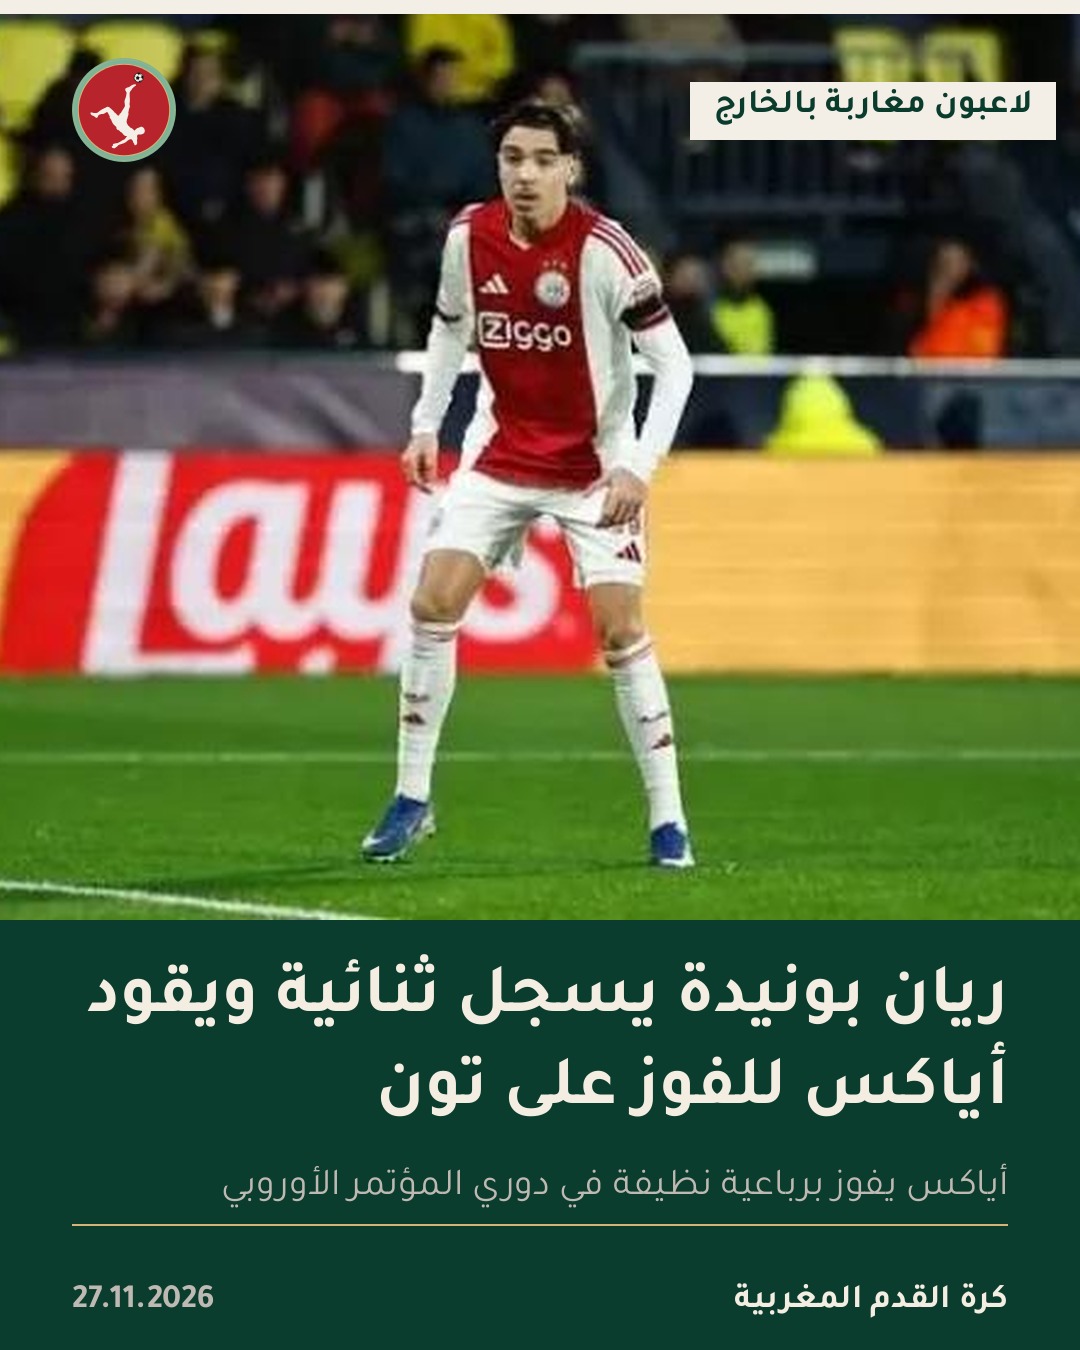 لاعبون مغاربة بالخارج
Ziggo
Lay's
ريان بونيدة يسجل ثنائية ويقود
أياكس للفوز على تون
أياكس يفوز برباعية نظيفة في دوري المؤتمر الأوروبي
كرة القدم المغربية
27.11.2026